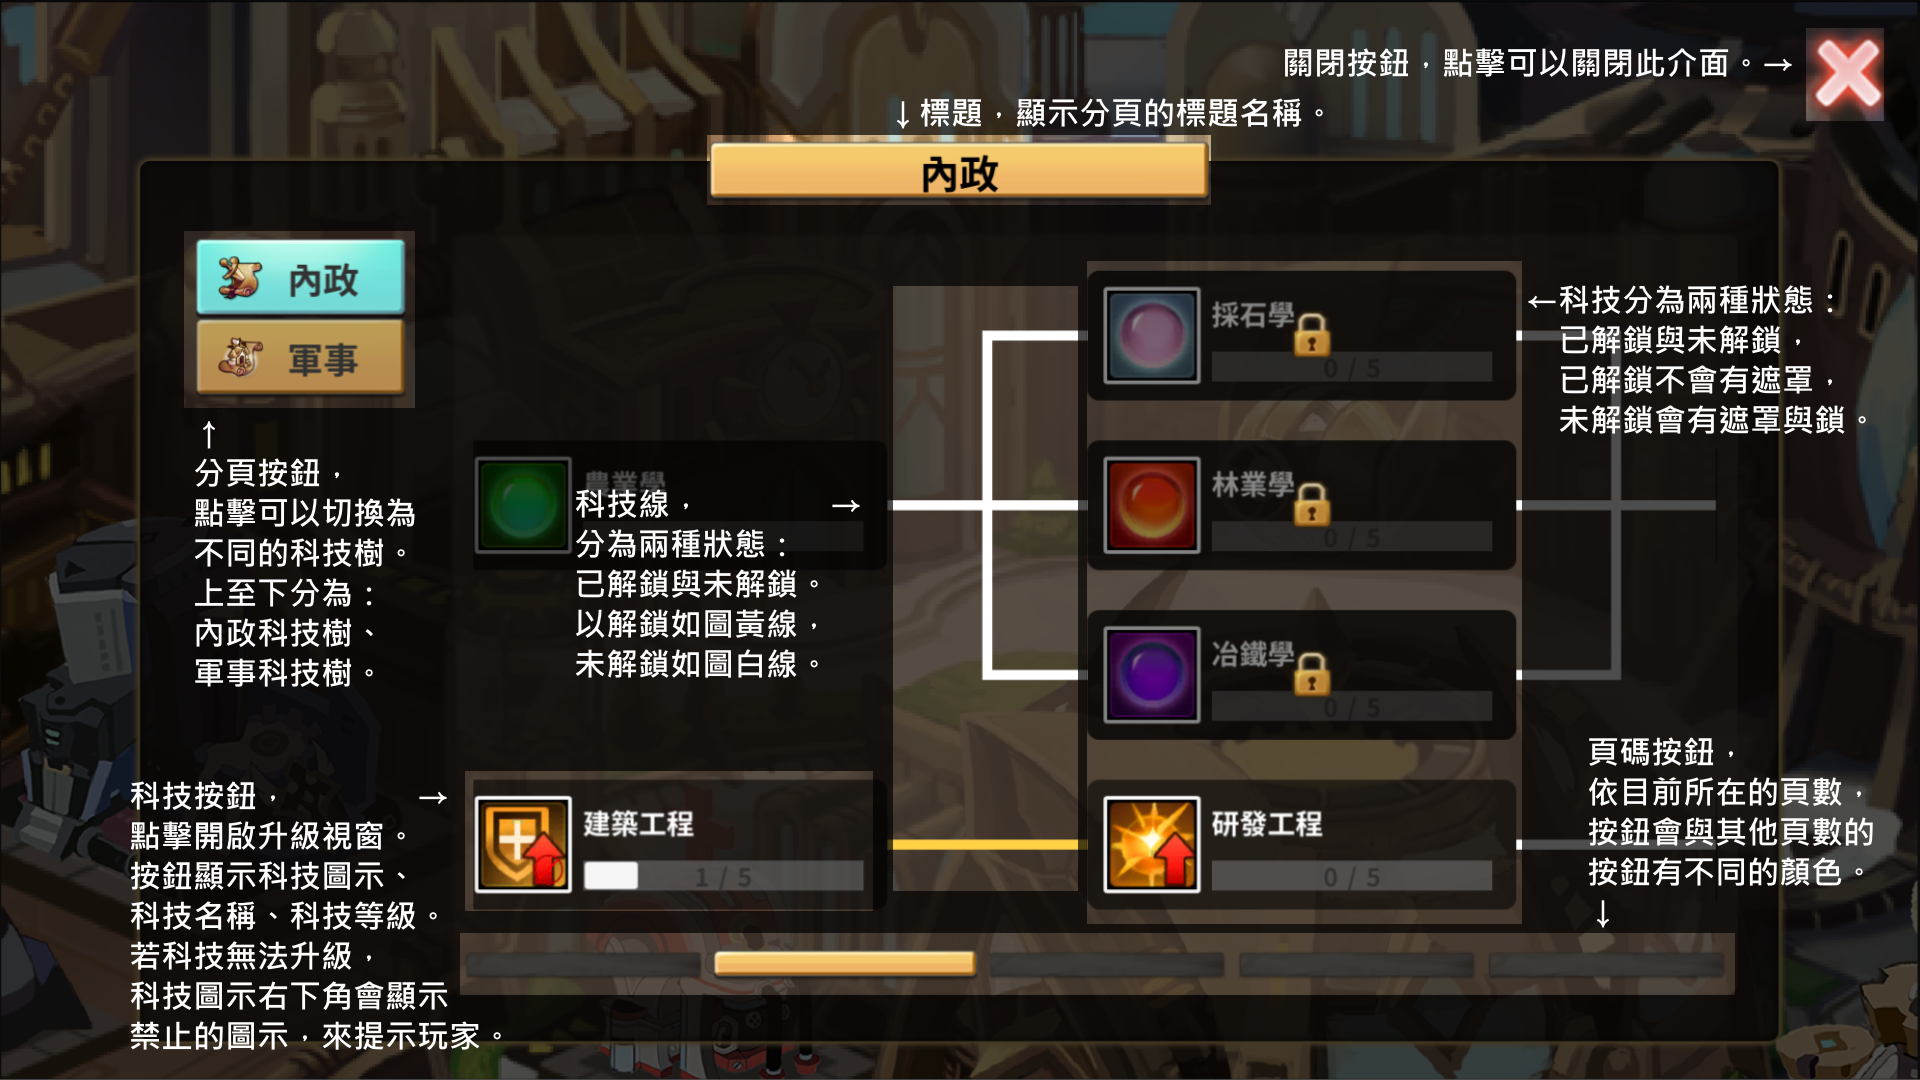 關閉按鈕，點擊可以關閉此介面。→
↓標題，顯示分頁的標題名稱。
內政
內政
軍事
↑
分頁按鈕，
點擊可以切換為
不同的科技樹。
上至下分為：
內政科技樹、
軍事科技樹。
農業學
科技線， →
分為兩種狀態：
已解鎖與未解鎖。
以解鎖如圖黃線，
未解鎖如圖白線。
採石學
0 / 5
林業學
0 / 5
冶鐵學
0 / 5
←科技分為兩種狀態：
已解鎖與未解鎖，
已解鎖不會有遮罩，
未解鎖會有遮罩與鎖。
科技按鈕， →
點擊開啟升級視窗。
按鈕顯示科技圖示、
科技名稱、科技等級。
若科技無法升級，
科技圖示右下角會顯示
禁止的圖示，來提示玩家。
建築工程
1 / 5
研發工程
0 / 5
頁碼按鈕，
依目前所在的頁數，
按鈕會與其他頁數的
按鈕有不同的顏色。
↓